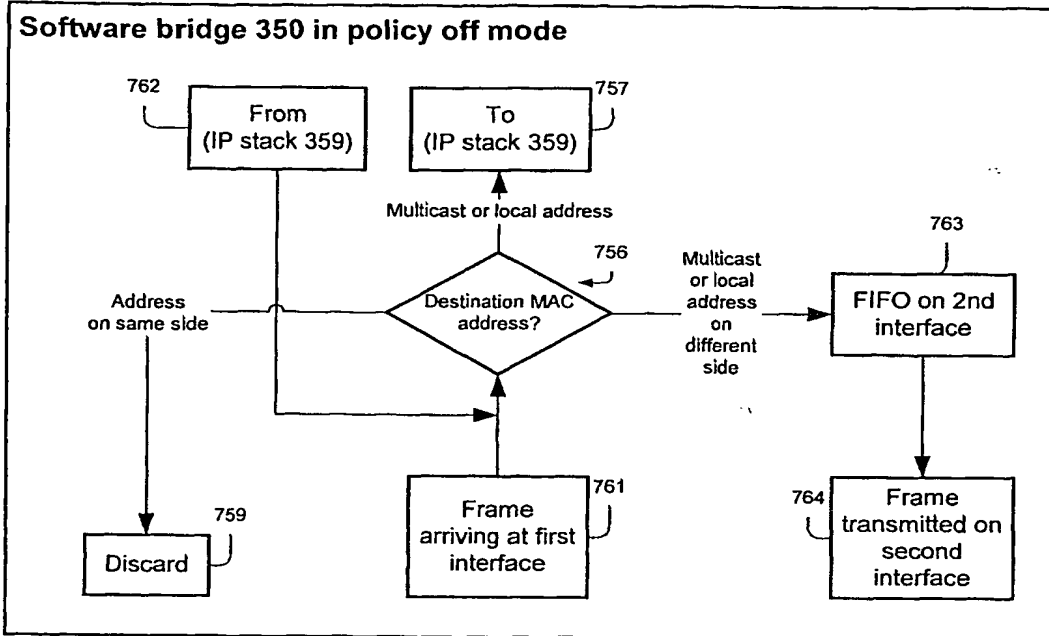 Software bridge 350 in policy off mode
762
From
(IP stack 359)
757
To
(IP stack 359)
Multicast or local address
756
Destination MAC
address?
Address
on same side
Multicast
or local
address
on
different
side
763
FIFO on 2nd
interface
759
Discard
761
Frame
arriving at first
interface
764
Frame
transmitted on
second
interface